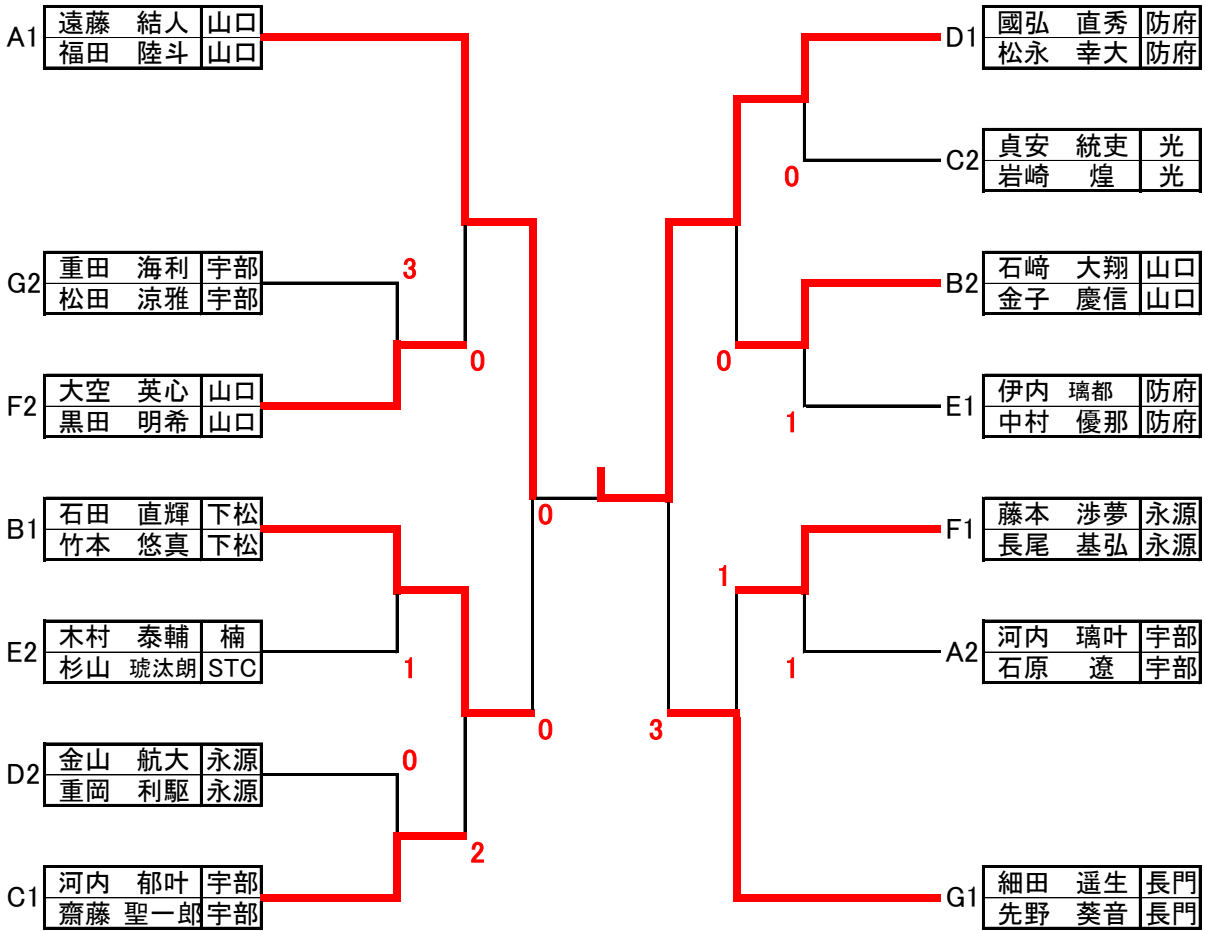 A1
遠藤 結人 山口
福田 陸斗 山口
G2
重田 海利 宇部
松田 涼雅 宇部
3
0
F2
大空 英心 山口
黒田 明希 山口
B1
石田 直輝 下松
竹本 悠真 下松
E2
木村 泰輔 楠
杉山 琥汰朗 STC
1
0
D2
金山 航大 永源
重岡 利駆 永源
0
2
C1
河内 郁叶 宇部
齋藤 聖一郎 宇部
0
D1
國弘 直秀 防府
松永 幸大 防府
C2
貞安 統吏 光
岩崎 煌 光
0
B2
石﨑 大翔 山口
金子 慶信 山口
0
E1
伊内 璃都 防府
中村 優那 防府
1
F1
藤本 渉夢 永源
長尾 基弘 永源
1
A2
河内 璃叶 宇部
石原 遼 宇部
1
3
G1
細田 遥生 長門
先野 葵音 長門